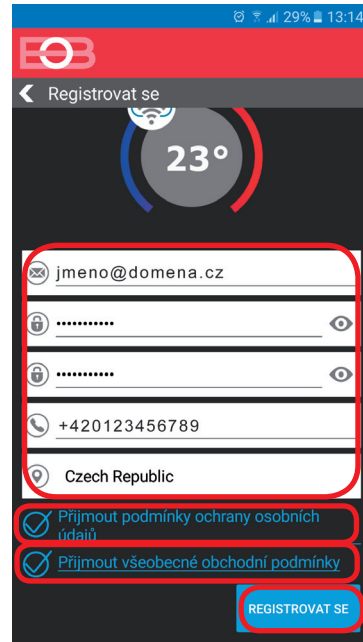 29% 13:14
EOB
Registrovat se
23°
jmeno@domena.cz
•••••••••••
•••••••••••
+420123456789
Czech Republic
Přijmout podmínky ochrany osobních
údajů
Přijmout všeobecné obchodní podmínky
REGISTROVAT SE